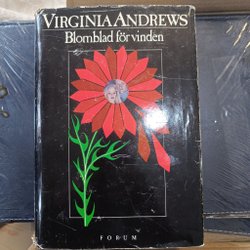 VIRGINIA ANDREWS
Blomblad för vinden
FORUM